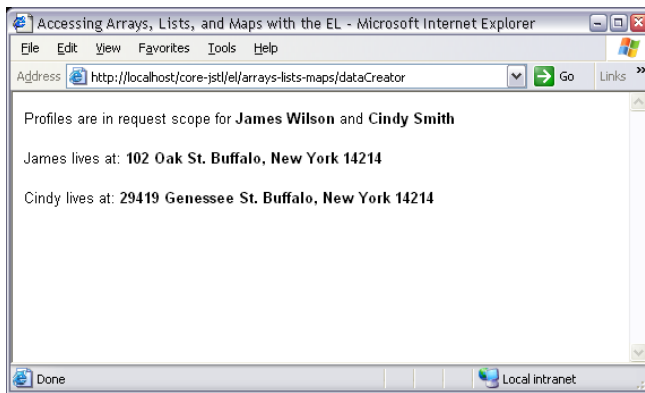 Accessing Arrays, Lists, and Maps with the EL - Microsoft Internet Explorer
File Edit View Favorites Tools Help
Address http://localhost/core-jstl/el/arrays-lists-maps/dataCreator Go Links »
Profiles are in request scope for James Wilson and Cindy Smith
James lives at: 102 Oak St. Buffalo, New York 14214
Cindy lives at: 29419 Genessee St. Buffalo, New York 14214
Done Local intranet